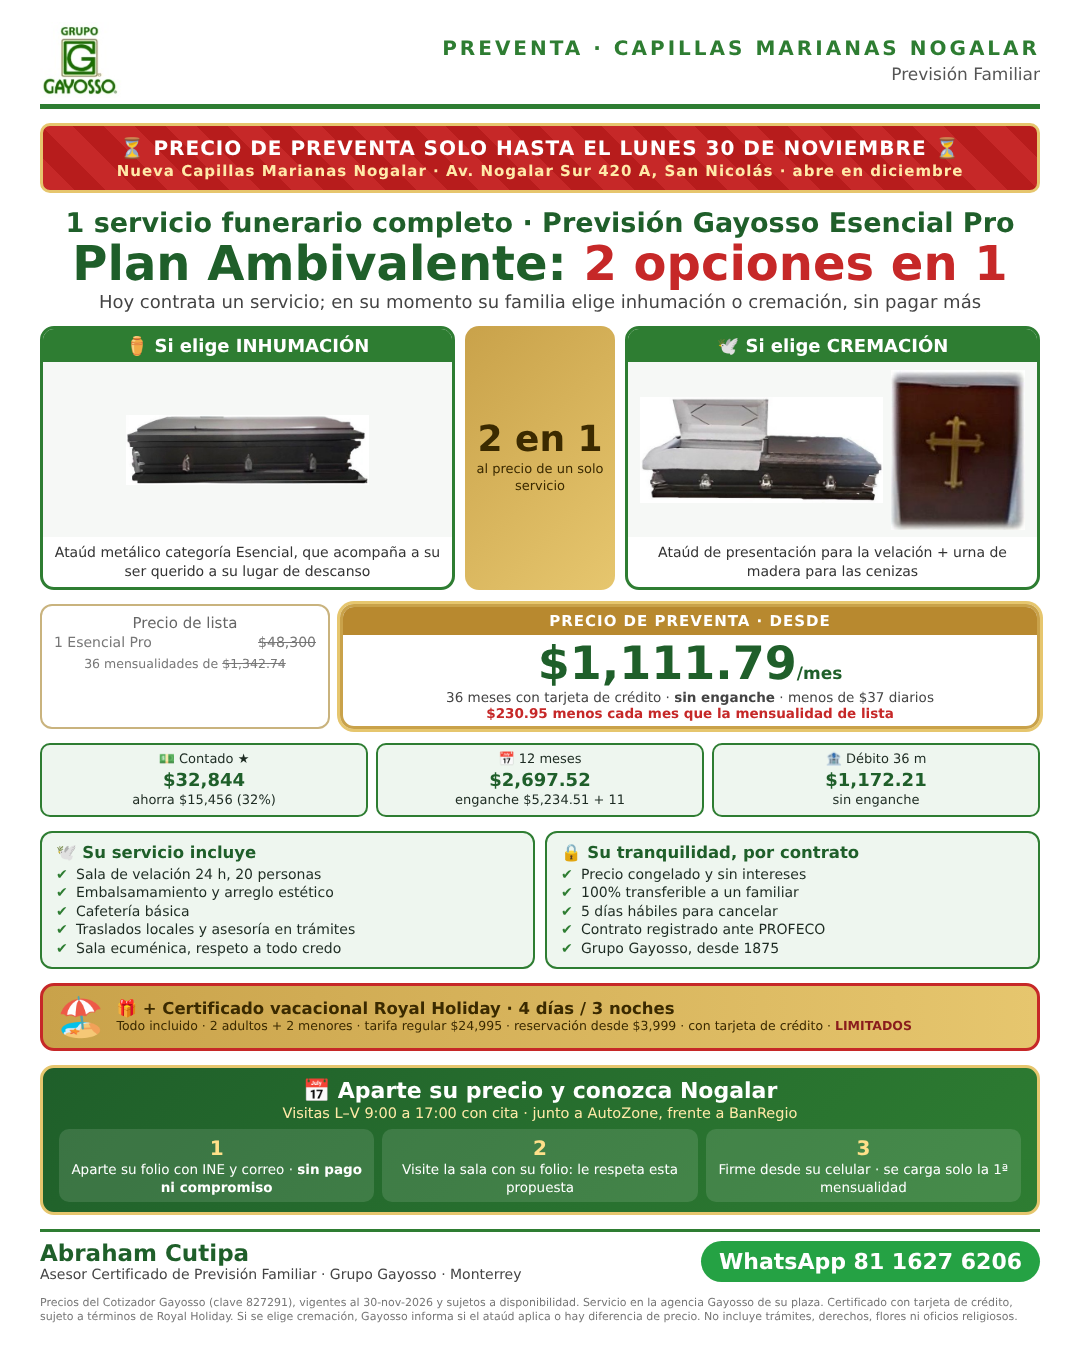 GRUPO
GAYOSSO
PREVENTA · CAPILLAS MARIANAS NOGALAR
Previsión Familiar
⏳ PRECIO DE PREVENTA SOLO HASTA EL LUNES 30 DE NOVIEMBRE ⏳
Nueva Capillas Marianas Nogalar · Av. Nogalar Sur 420 A, San Nicolás · abre en diciembre
1 servicio funerario completo · Previsión Gayosso Esencial Pro
Plan Ambivalente: 2 opciones en 1
Hoy contrata un servicio; en su momento su familia elige inhumación o cremación, sin pagar más
⚱️ Si elige INHUMACIÓN
Ataúd metálico categoría Esencial, que acompaña a su
ser querido a su lugar de descanso
2 en 1
al precio de un solo
servicio
🕊️ Si elige CREMACIÓN
Ataúd de presentación para la velación + urna de
madera para las cenizas
Precio de lista
1 Esencial Pro $48,300
36 mensualidades de $1,342.74
PRECIO DE PREVENTA · DESDE
$1,111.79/mes
36 meses con tarjeta de crédito · sin enganche · menos de $37 diarios
$230.95 menos cada mes que la mensualidad de lista
💵 Contado ★
$32,844
ahorra $15,456 (32%)
📅 12 meses
$2,697.52
enganche $5,234.51 + 11
🏦 Débito 36 m
$1,172.21
sin enganche
🕊️ Su servicio incluye
✔ Sala de velación 24 h, 20 personas
✔ Embalsamamiento y arreglo estético
✔ Cafetería básica
✔ Traslados locales y asesoría en trámites
✔ Sala ecuménica, respeto a todo credo
🔒 Su tranquilidad, por contrato
✔ Precio congelado y sin intereses
✔ 100% transferible a un familiar
✔ 5 días hábiles para cancelar
✔ Contrato registrado ante PROFECO
✔ Grupo Gayosso, desde 1875
🎁 + Certificado vacacional Royal Holiday · 4 días / 3 noches
Todo incluido · 2 adultos + 2 menores · tarifa regular $24,995 · reservación desde $3,999 · con tarjeta de crédito · LIMITADOS
📅 Aparte su precio y conozca Nogalar
Visitas L–V 9:00 a 17:00 con cita · junto a AutoZone, frente a BanRegio
1
Aparte su folio con INE y correo · sin pago
ni compromiso
2
Visite la sala con su folio: le respeta esta
propuesta
3
Firme desde su celular · se carga solo la 1ª
mensualidad
Abraham Cutipa
Asesor Certificado de Previsión Familiar · Grupo Gayosso · Monterrey
WhatsApp 81 1627 6206
Precios del Cotizador Gayosso (clave 827291), vigentes al 30-nov-2026 y sujetos a disponibilidad. Servicio en la agencia Gayosso de su plaza. Certificado con tarjeta de crédito,
sujeto a términos de Royal Holiday. Si se elige cremación, Gayosso informa si el ataúd aplica o hay diferencia de precio. No incluye trámites, derechos, flores ni oficios religiosos.